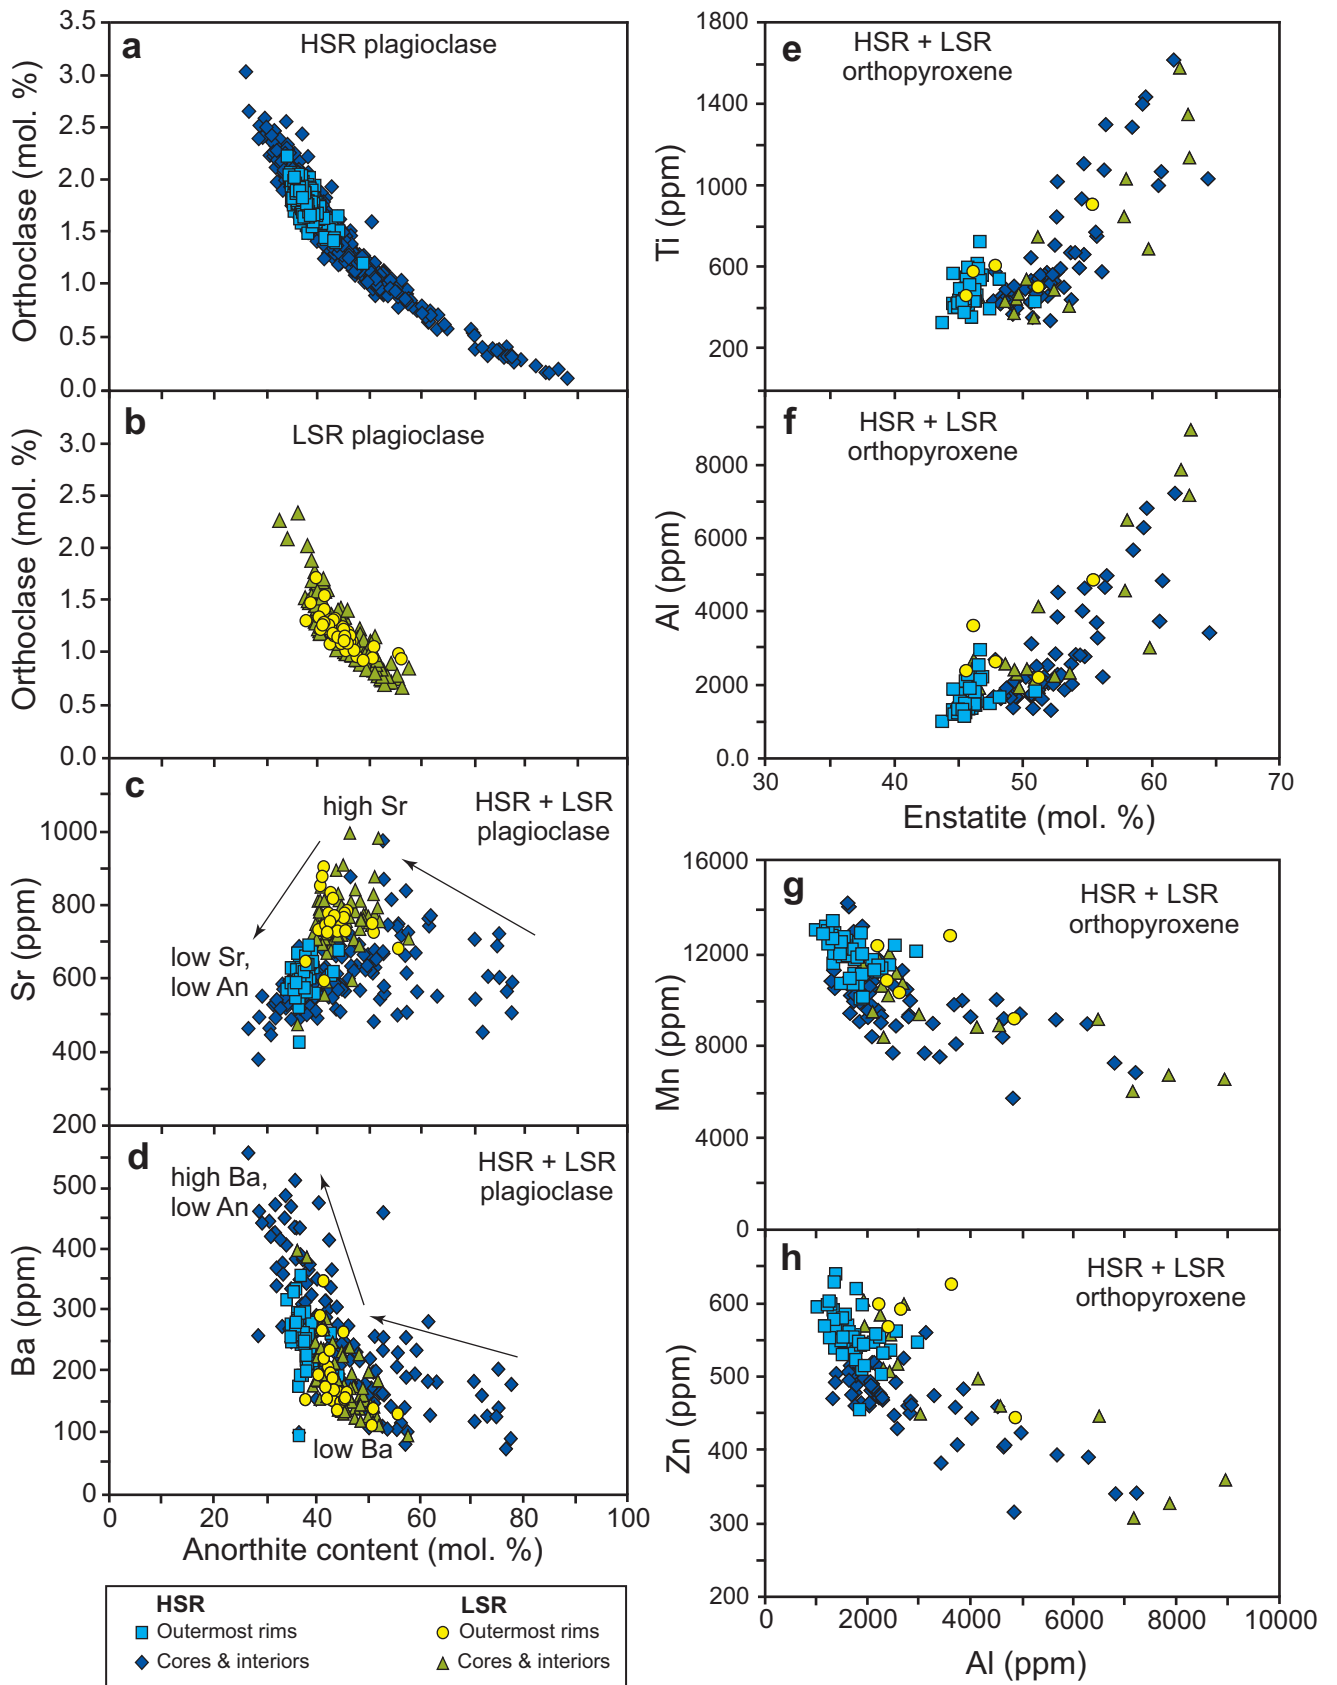 a
HSR plagioclase
Orthoclase (mol. %)
3.5
3.0
2.5
2.0
1.5
1.0
0.5
0.0
b
LSR plagioclase
Orthoclase (mol. %)
3.0
2.5
2.0
1.5
1.0
0.5
0.0
c
high Sr
HSR + LSR
plagioclase
low Sr,
low An
Sr (ppm)
1000
800
600
400
200
d
high Ba,
low An
HSR + LSR
plagioclase
low Ba
Ba (ppm)
500
400
300
200
100
0
0 20 40 60 80 100
Anorthite content (mol. %)
HSR LSR
Outermost rims Outermost rims
Cores & interiors Cores & interiors
e
HSR + LSR
orthopyroxene
Ti (ppm)
1800
1400
1000
600
200
f
HSR + LSR
orthopyroxene
Al (ppm)
8000
6000
4000
2000
0.0
30 40 50 60 70
Enstatite (mol. %)
g
HSR + LSR
orthopyroxene
Mn (ppm)
16000
12000
8000
4000
0
h
HSR + LSR
orthopyroxene
Zn (ppm)
600
500
400
300
200
0 2000 4000 6000 8000 10000
Al (ppm)